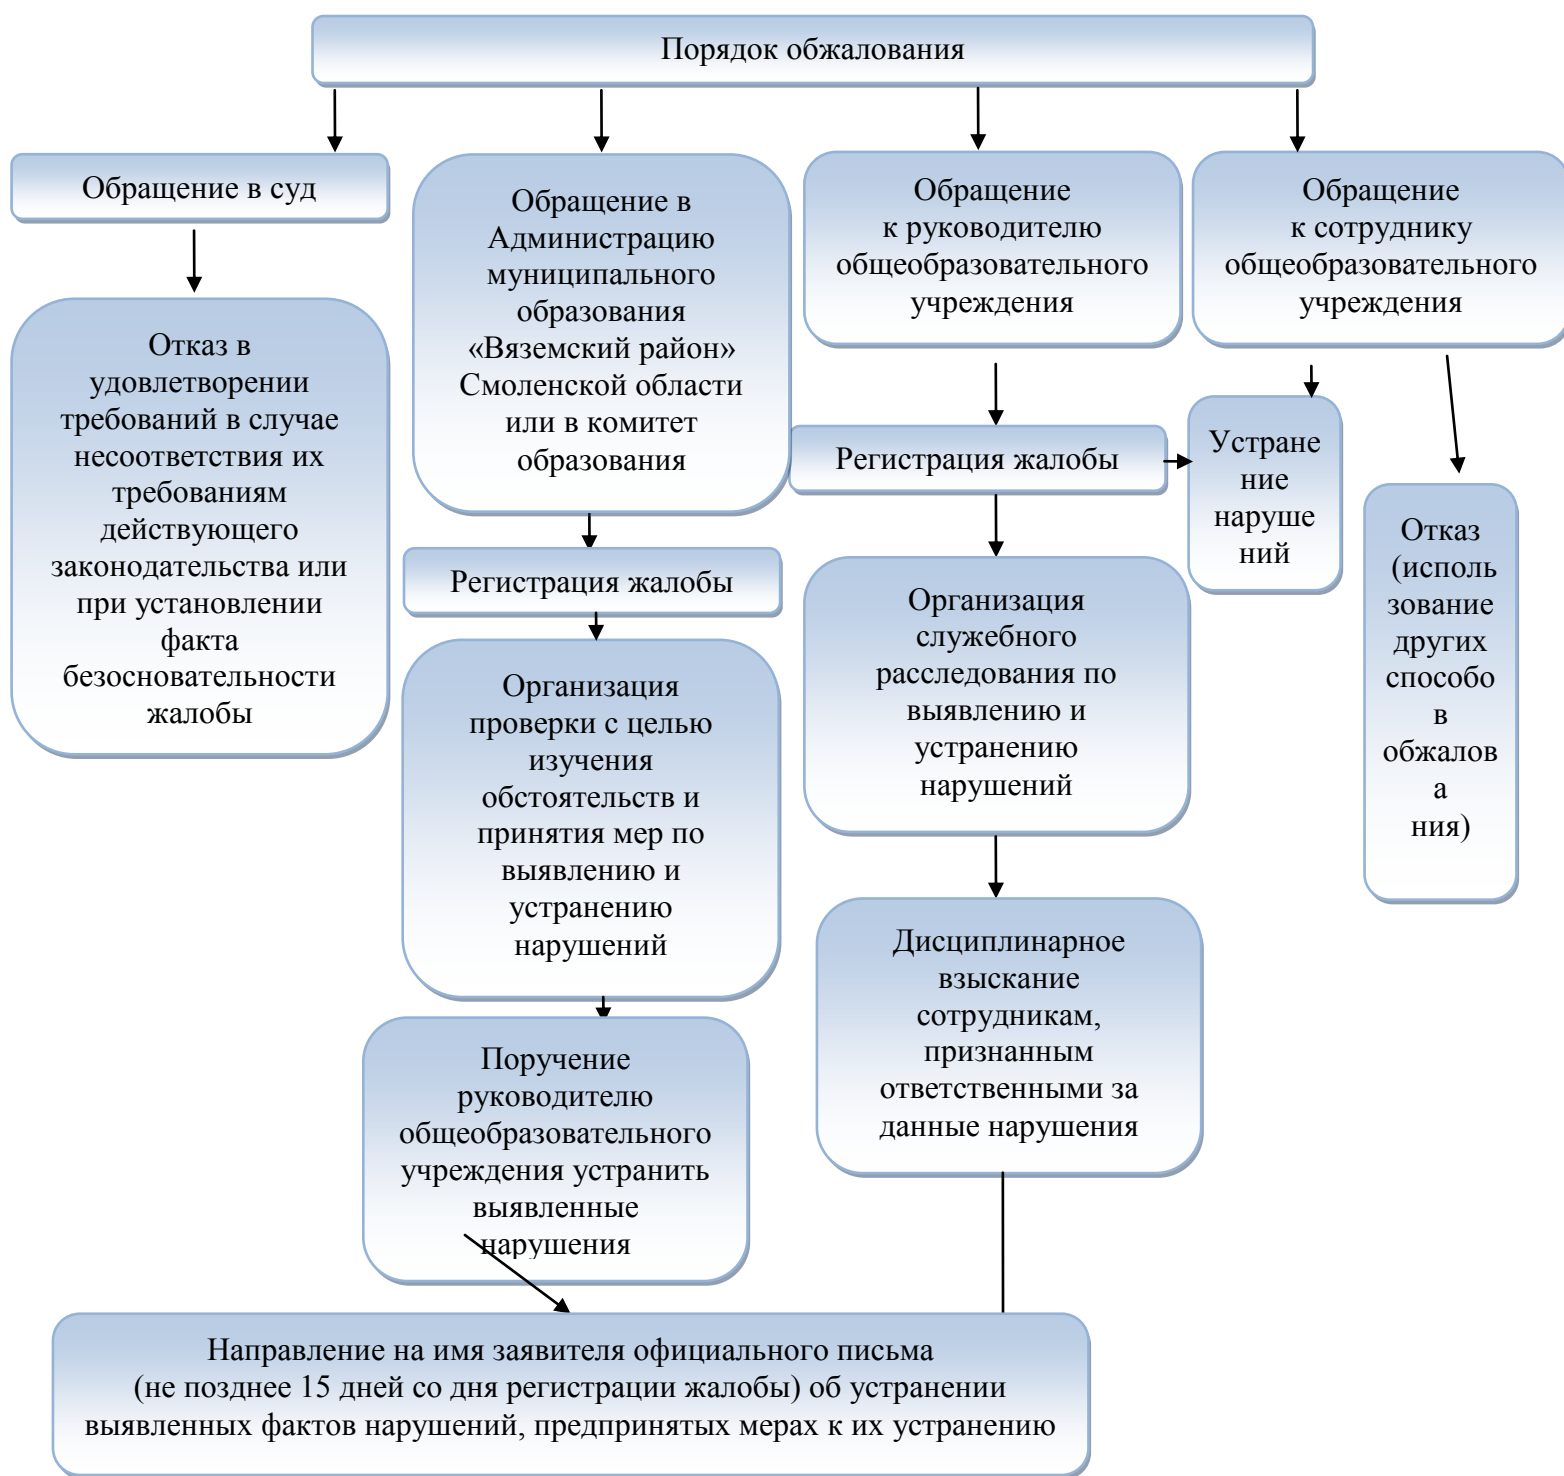 Порядок обжалования
Обращение в суд
Отказ в
удовлетворении
требований в случае
несоответствия их
требованиям
действующего
законодательства или
при установлении
факта
безосновательности
жалобы
Обращение в
Администрацию
муниципального
образования
«Вяземский район»
Смоленской области
или в комитет
образования
Регистрация жалобы
Организация
проверки с целью
изучения
обстоятельств и
принятия мер по
выявлению и
устранению
нарушений
Поручение
руководителю
общеобразовательного
учреждения устранить
выявленные
нарушения
Обращение
к руководителю
общеобразовательного
учреждения
Регистрация жалобы
Организация
служебного
расследования по
выявлению и
устранению
нарушений
Дисциплинарное
взыскание
сотрудникам,
признанным
ответственными за
данные нарушения
Обращение
к сотруднику
общеобразовательного
учреждения
Устране
ние
наруше
ний
Отказ
(исполь
зование
других
способо
в
обжалов
а
ния)
Направление на имя заявителя официального письма
(не позднее 15 дней со дня регистрации жалобы) об устранении
выявленных фактов нарушений, предпринятых мерах к их устранению